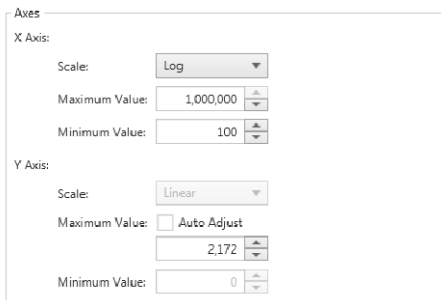 Axes
X Axis:
Scale: Log
Maximum Value: 1,000,000
Minimum Value: 100
Y Axis:
Scale: Linear
Maximum Value: Auto Adjust
2,172
Minimum Value: 0